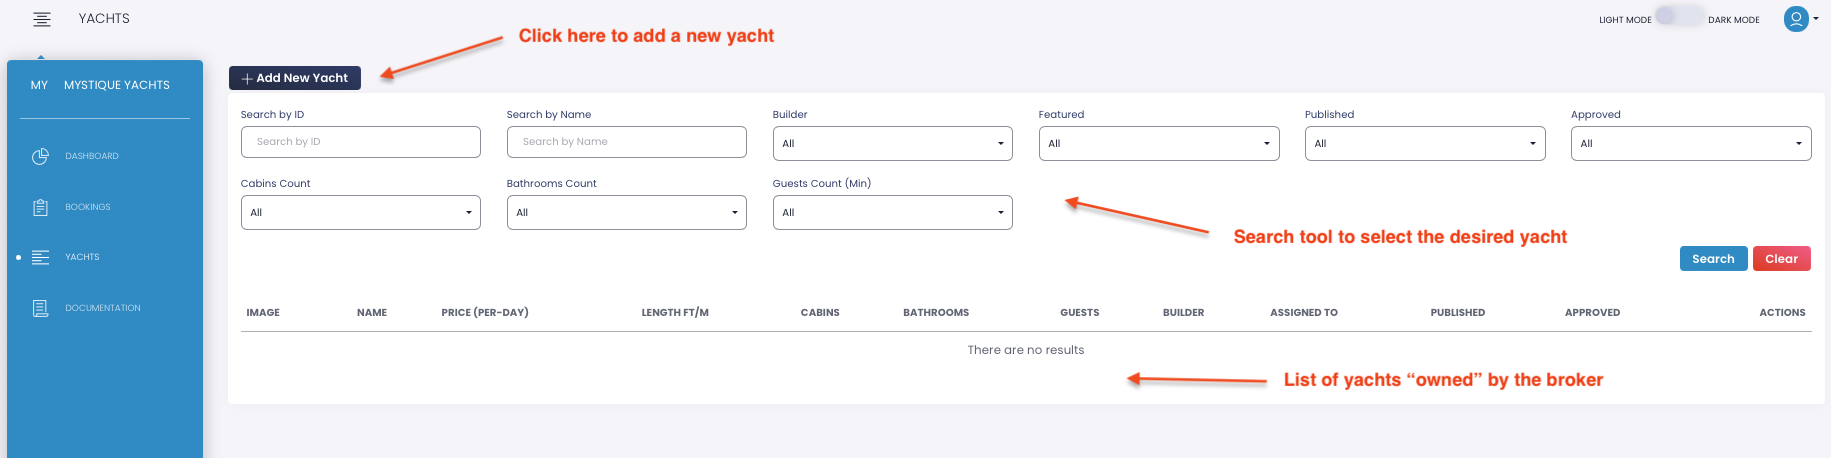 YACHTS
LIGHT MODE DARK MODE
Click here to add a new yacht
MY MYSTIQUE YACHTS
DASHBOARD
BOOKINGS
YACHTS
DOCUMENTATION
Add New Yacht
Search by ID Search by Name Builder Featured Published Approved
Search by ID Search by Name All All All All
Cabins Count Bathrooms Count Guests Count (Min)
All All All
Search tool to select the desired yacht
Search Clear
IMAGE NAME PRICE (PER-DAY) LENGTH FT/M CABINS BATHROOMS GUESTS BUILDER ASSIGNED TO PUBLISHED APPROVED ACTIONS
There are no results
List of yachts “owned” by the broker